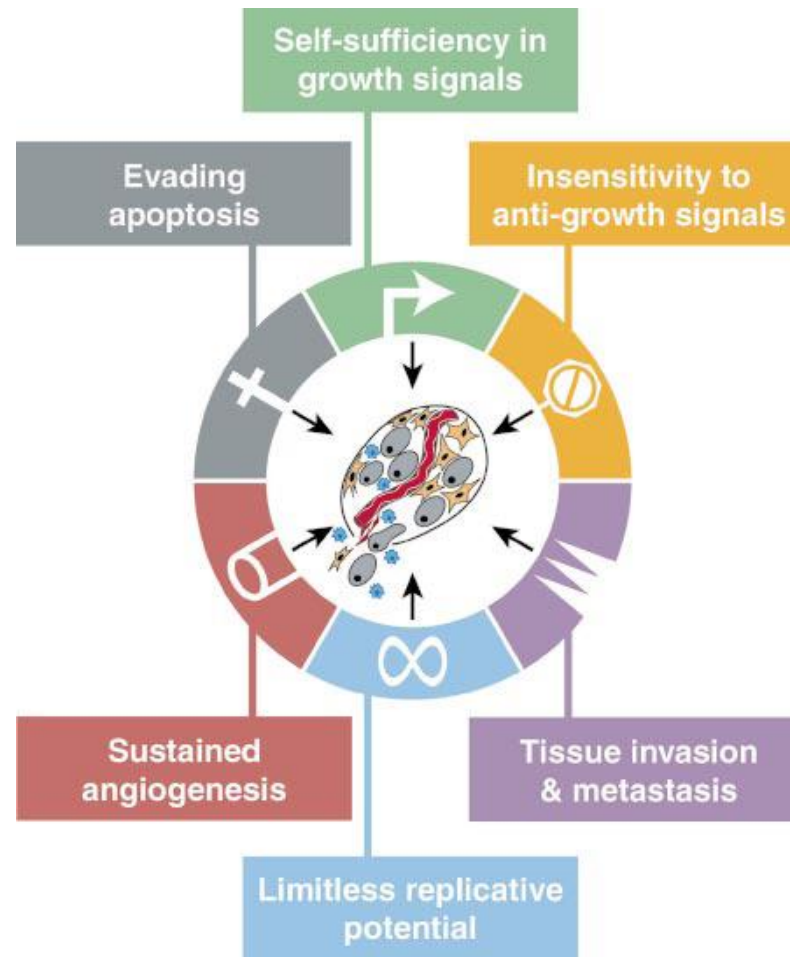 Self-sufficiency in
growth signals
Evading
apoptosis
Insensitivity to
anti-growth signals
Sustained
angiogenesis
Tissue invasion
& metastasis
Limitless replicative
potential